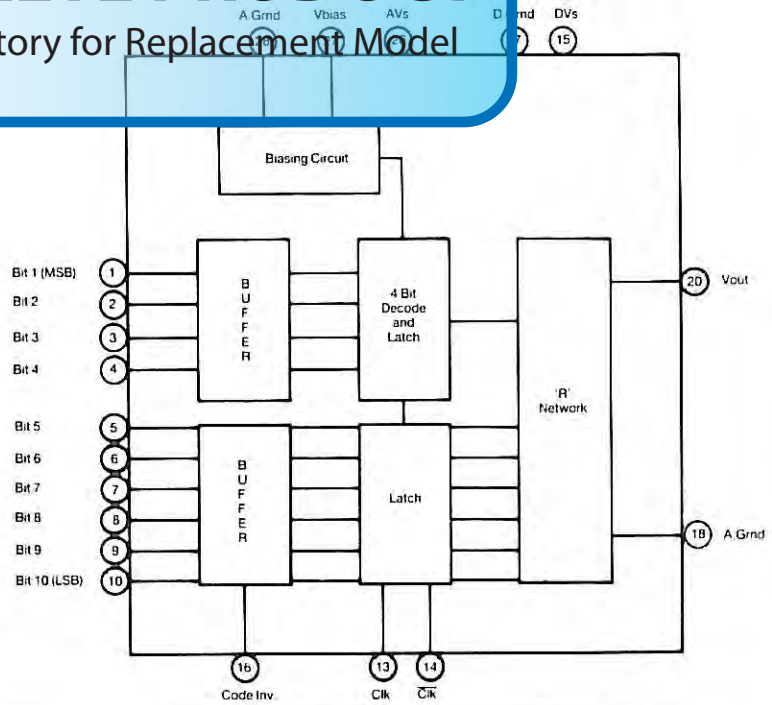 tory for Replacement Model
A.Grnd Vbias AVs D.Grnd DVs
15
Biasing Circuit
Bit 1 (MSB) 1
Bit 2 2
Bit 3 3
Bit 4 4
BUFFER
4 Bit
Decode
and
Latch
'R'
Network
20 Vout
Bit 5 5
Bit 6 6
Bit 7 7
Bit 8 8
Bit 9 9
Bit 10 (LSB) 10
BUFFER
Latch
18 A.Grnd
16 13 14
Code Inv. Clk Clk